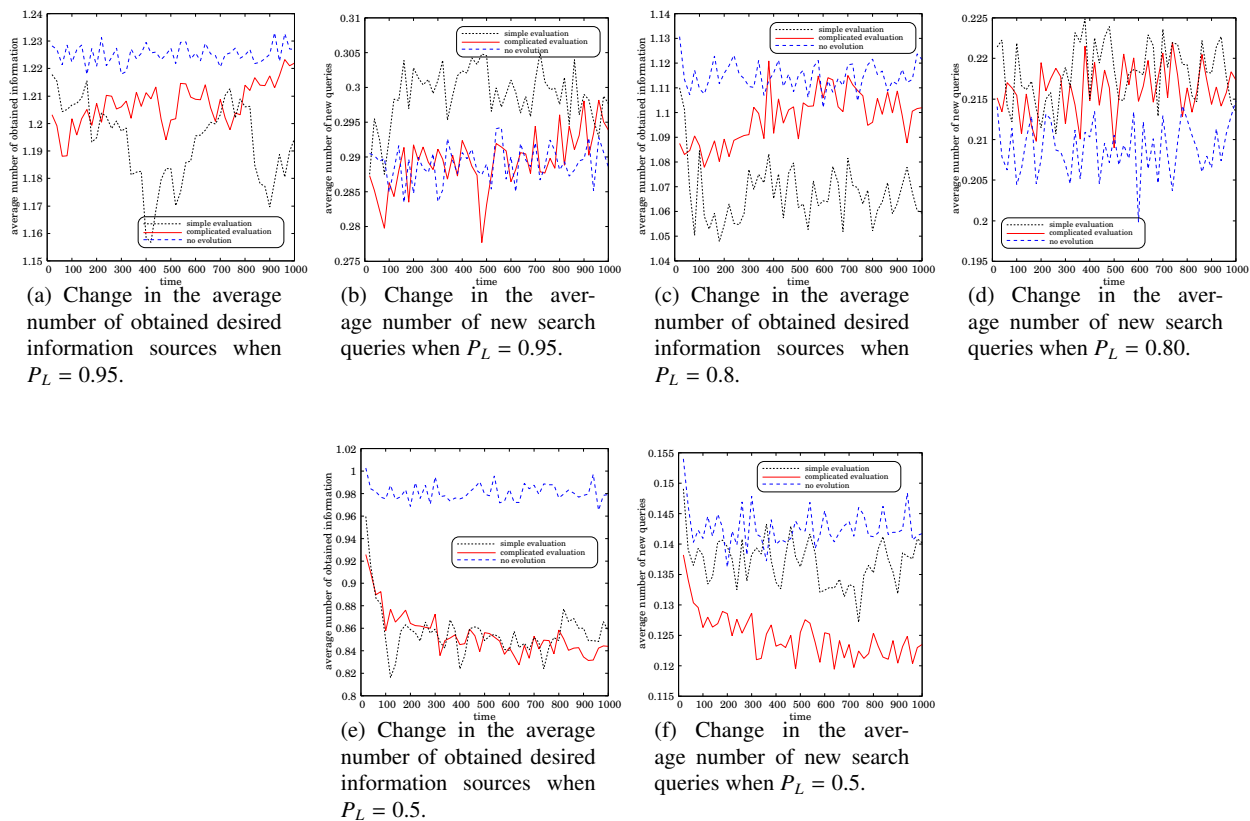 average number of obtained information
1.24
1.23
1.22
1.21
1.2
1.19
1.18
1.17
1.16
1.15
simple evaluation
complicated evaluation
no evolution
0 100 200 300 400 500 600 700 800 900 1000
time
(a) Change in the average
number of obtained desired
information sources when
P_L = 0.95.
average number of new queries
0.31
0.305
0.3
0.295
0.29
0.285
0.28
0.275
simple evaluation
complicated evaluation
no evolution
0 100 200 300 400 500 600 700 800 900 1000
time
(b) Change in the aver-
age number of new search
queries when P_L = 0.95.
average number of obtained information
1.14
1.13
1.12
1.11
1.1
1.09
1.08
1.07
1.06
1.05
1.04
simple evaluation
complicated evaluation
no evolution
0 100 200 300 400 500 600 700 800 900 1000
time
(c) Change in the average
number of obtained desired
information sources when
P_L = 0.8.
average number of new queries
0.225
0.22
0.215
0.21
0.205
0.2
0.195
simple evaluation
complicated evaluation
no evolution
0 100 200 300 400 500 600 700 800 900 1000
time
(d) Change in the aver-
age number of new search
queries when P_L = 0.80.
average number of obtained information
1.02
1
0.98
0.96
0.94
0.92
0.9
0.88
0.86
0.84
0.82
0.8
simple evaluation
complicated evaluation
no evolution
0 100 200 300 400 500 600 700 800 900 1000
time
(e) Change in the average
number of obtained desired
information sources when
P_L = 0.5.
average number of new queries
0.155
0.15
0.145
0.14
0.135
0.13
0.125
0.12
0.115
simple evaluation
complicated evaluation
no evolution
0 100 200 300 400 500 600 700 800 900 1000
time
(f) Change in the aver-
age number of new search
queries when P_L = 0.5.